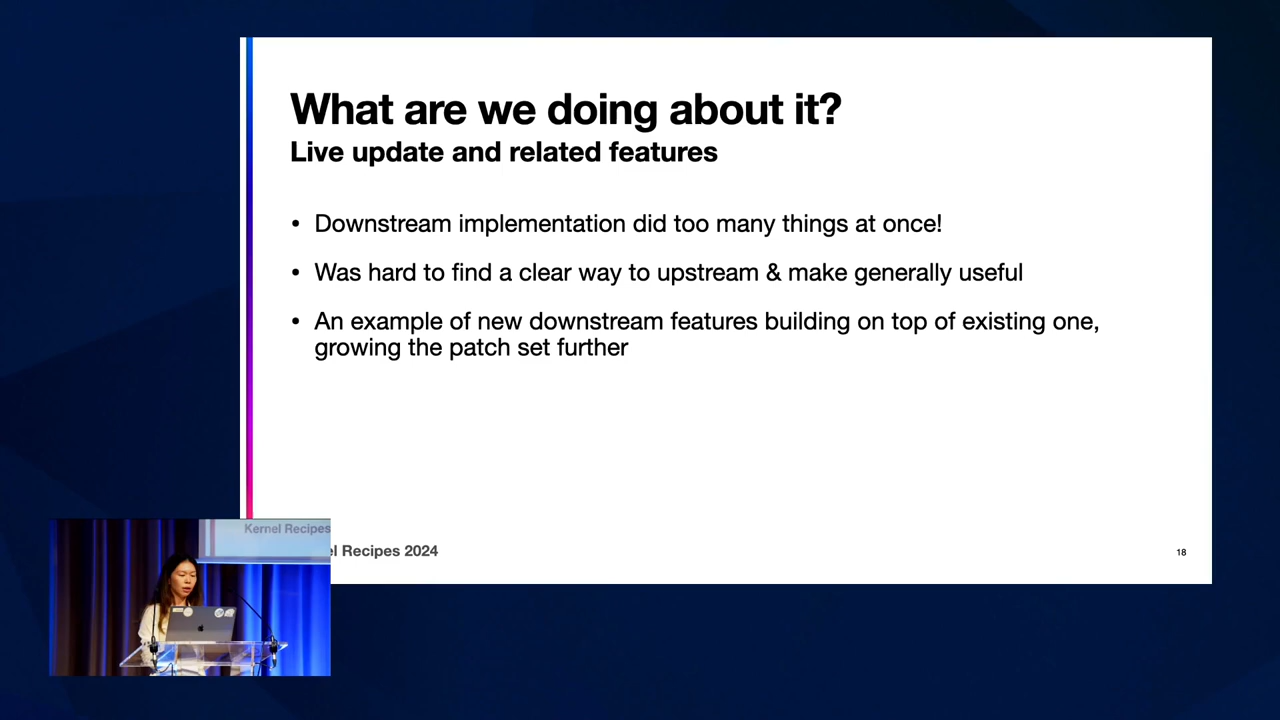 What are we doing about it?
Live update and related features
• Downstream implementation did too many things at once!
• Was hard to find a clear way to upstream & make generally useful
• An example of new downstream features building on top of existing one,
growing the patch set further
Kernel Recipes
el Recipes 2024
18